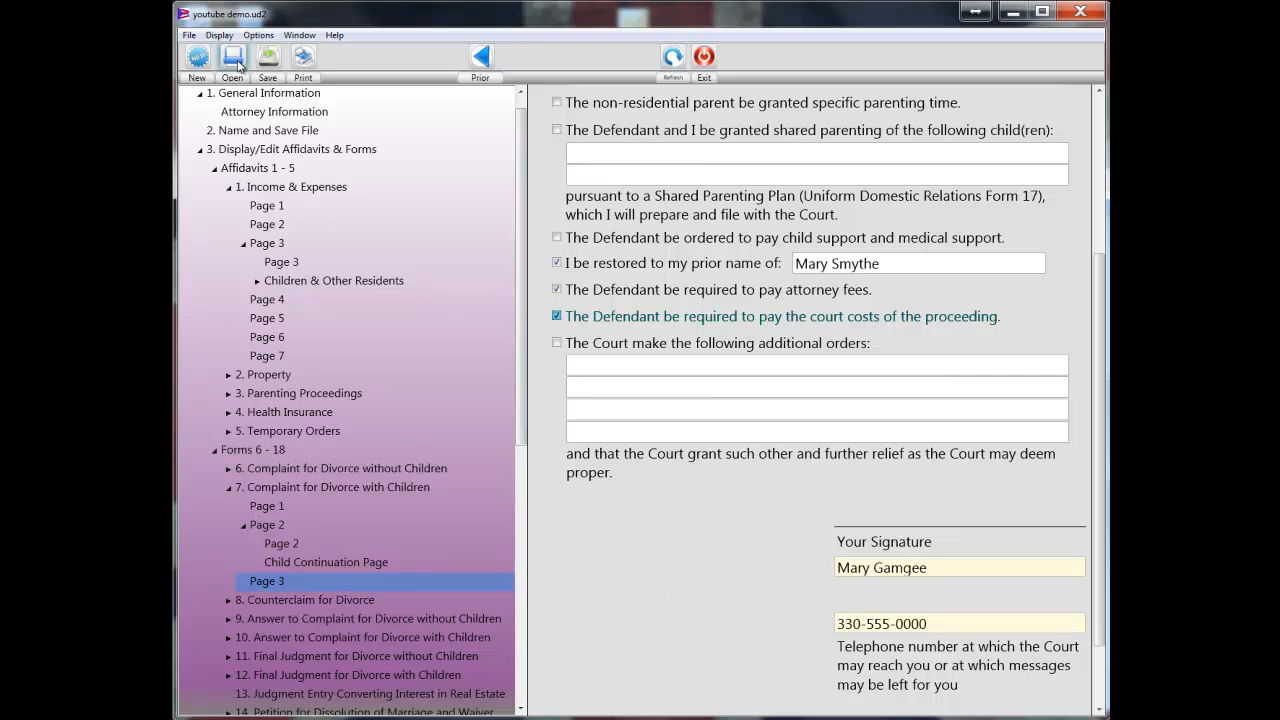 youtube demo.ud2
File Display Options Window Help
New Open Save Print Prior Refresh Exit
1. General Information
Attorney Information
2. Name and Save File
3. Display/Edit Affidavits & Forms
Affidavits 1 - 5
1. Income & Expenses
Page 1
Page 2
Page 3
Page 3
Children & Other Residents
Page 4
Page 5
Page 6
Page 7
2. Property
3. Parenting Proceedings
4. Health Insurance
5. Temporary Orders
Forms 6 - 18
6. Complaint for Divorce without Children
7. Complaint for Divorce with Children
Page 1
Page 2
Page 2
Child Continuation Page
Page 3
8. Counterclaim for Divorce
9. Answer to Complaint for Divorce without Children
10. Answer to Complaint for Divorce with Children
11. Final Judgment for Divorce without Children
12. Final Judgment for Divorce with Children
13. Judgment Entry Converting Interest in Real Estate
14. Petition for Dissolution of Marriage and Waiver
The non-residential parent be granted specific parenting time.
The Defendant and I be granted shared parenting of the following child(ren):
pursuant to a Shared Parenting Plan (Uniform Domestic Relations Form 17),
which I will prepare and file with the Court.
The Defendant be ordered to pay child support and medical support.
I be restored to my prior name of: Mary Smythe
The Defendant be required to pay attorney fees.
The Defendant be required to pay the court costs of the proceeding.
The Court make the following additional orders:
and that the Court grant such other and further relief as the Court may deem
proper.
Your Signature
Mary Gamgee
330-555-0000
Telephone number at which the Court
may reach you or at which messages
may be left for you